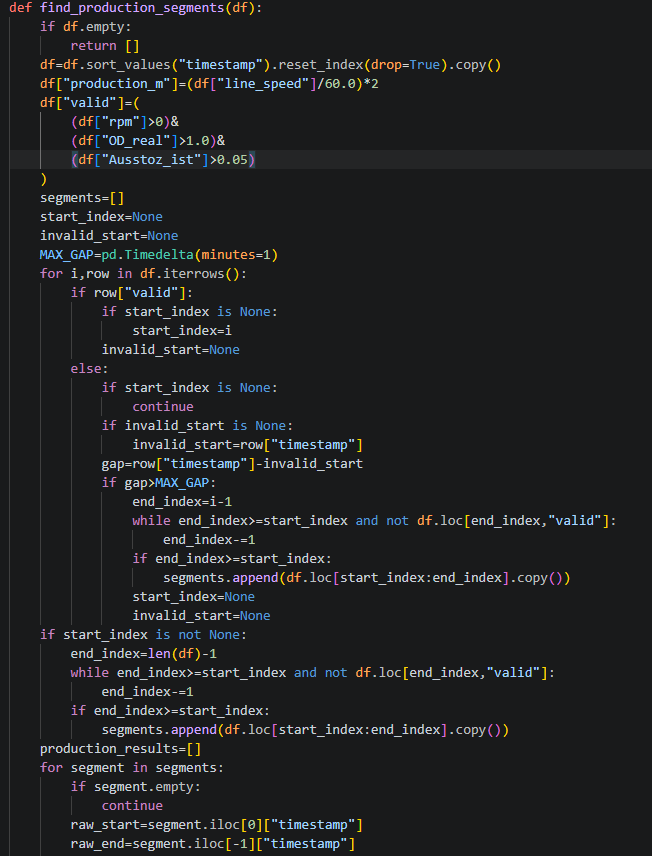 def find_production_segments(df):
    if df.empty:
        return []
    df=df.sort_values("timestamp").reset_index(drop=True).copy()
    df["production_m"]=(df["line_speed"]/60.0)*2
    df["valid"]=(
        (df["rpm"]>0)&
        (df["OD_real"]>1.0)&
        (df["Ausstoz_ist"]>0.05)
    )
    segments=[]
    start_index=None
    invalid_start=None
    MAX_GAP=pd.Timedelta(minutes=1)
    for i,row in df.iterrows():
        if row["valid"]:
            if start_index is None:
                start_index=i
            invalid_start=None
        else:
            if start_index is None:
                continue
            if invalid_start is None:
                invalid_start=row["timestamp"]
            gap=row["timestamp"]-invalid_start
            if gap>MAX_GAP:
                end_index=i-1
                while end_index>=start_index and not df.loc[end_index,"valid"]:
                    end_index-=1
                if end_index>=start_index:
                    segments.append(df.loc[start_index:end_index].copy())
                start_index=None
                invalid_start=None
    if start_index is not None:
        end_index=len(df)-1
        while end_index>=start_index and not df.loc[end_index,"valid"]:
            end_index-=1
        if end_index>=start_index:
            segments.append(df.loc[start_index:end_index].copy())
    production_results=[]
    for segment in segments:
        if segment.empty:
            continue
        raw_start=segment.iloc[0]["timestamp"]
        raw_end=segment.iloc[-1]["timestamp"]